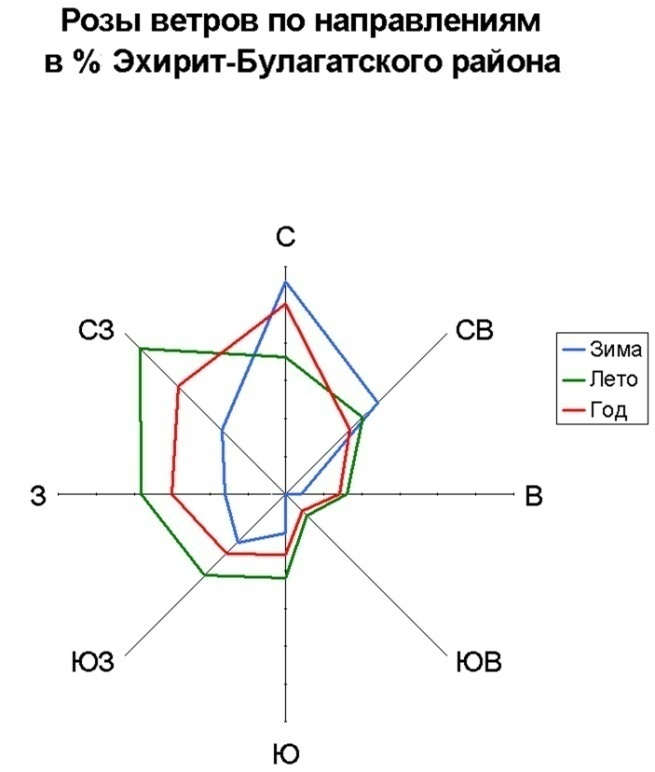 Розы ветров по направлениям
в % Эхирит-Булагатского района
С
СЗ
СВ
Зима
Лето
Год
З
В
ЮЗ
ЮВ
Ю